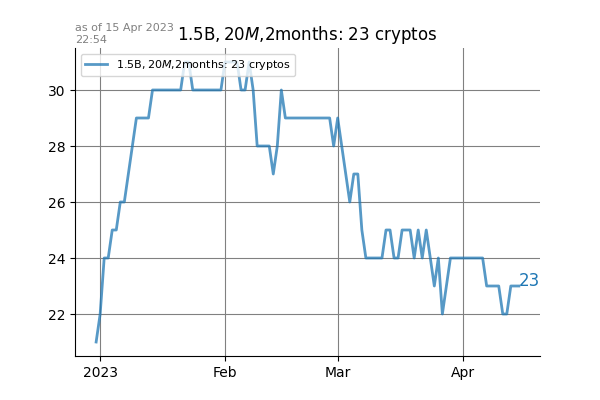 as of 15 Apr 2023
22:54
1.5B, 20M,2months: 23 cryptos
1.5B, 20M,2months: 23 cryptos
30
28
26
24
22
23
2023
Feb
Mar
Apr